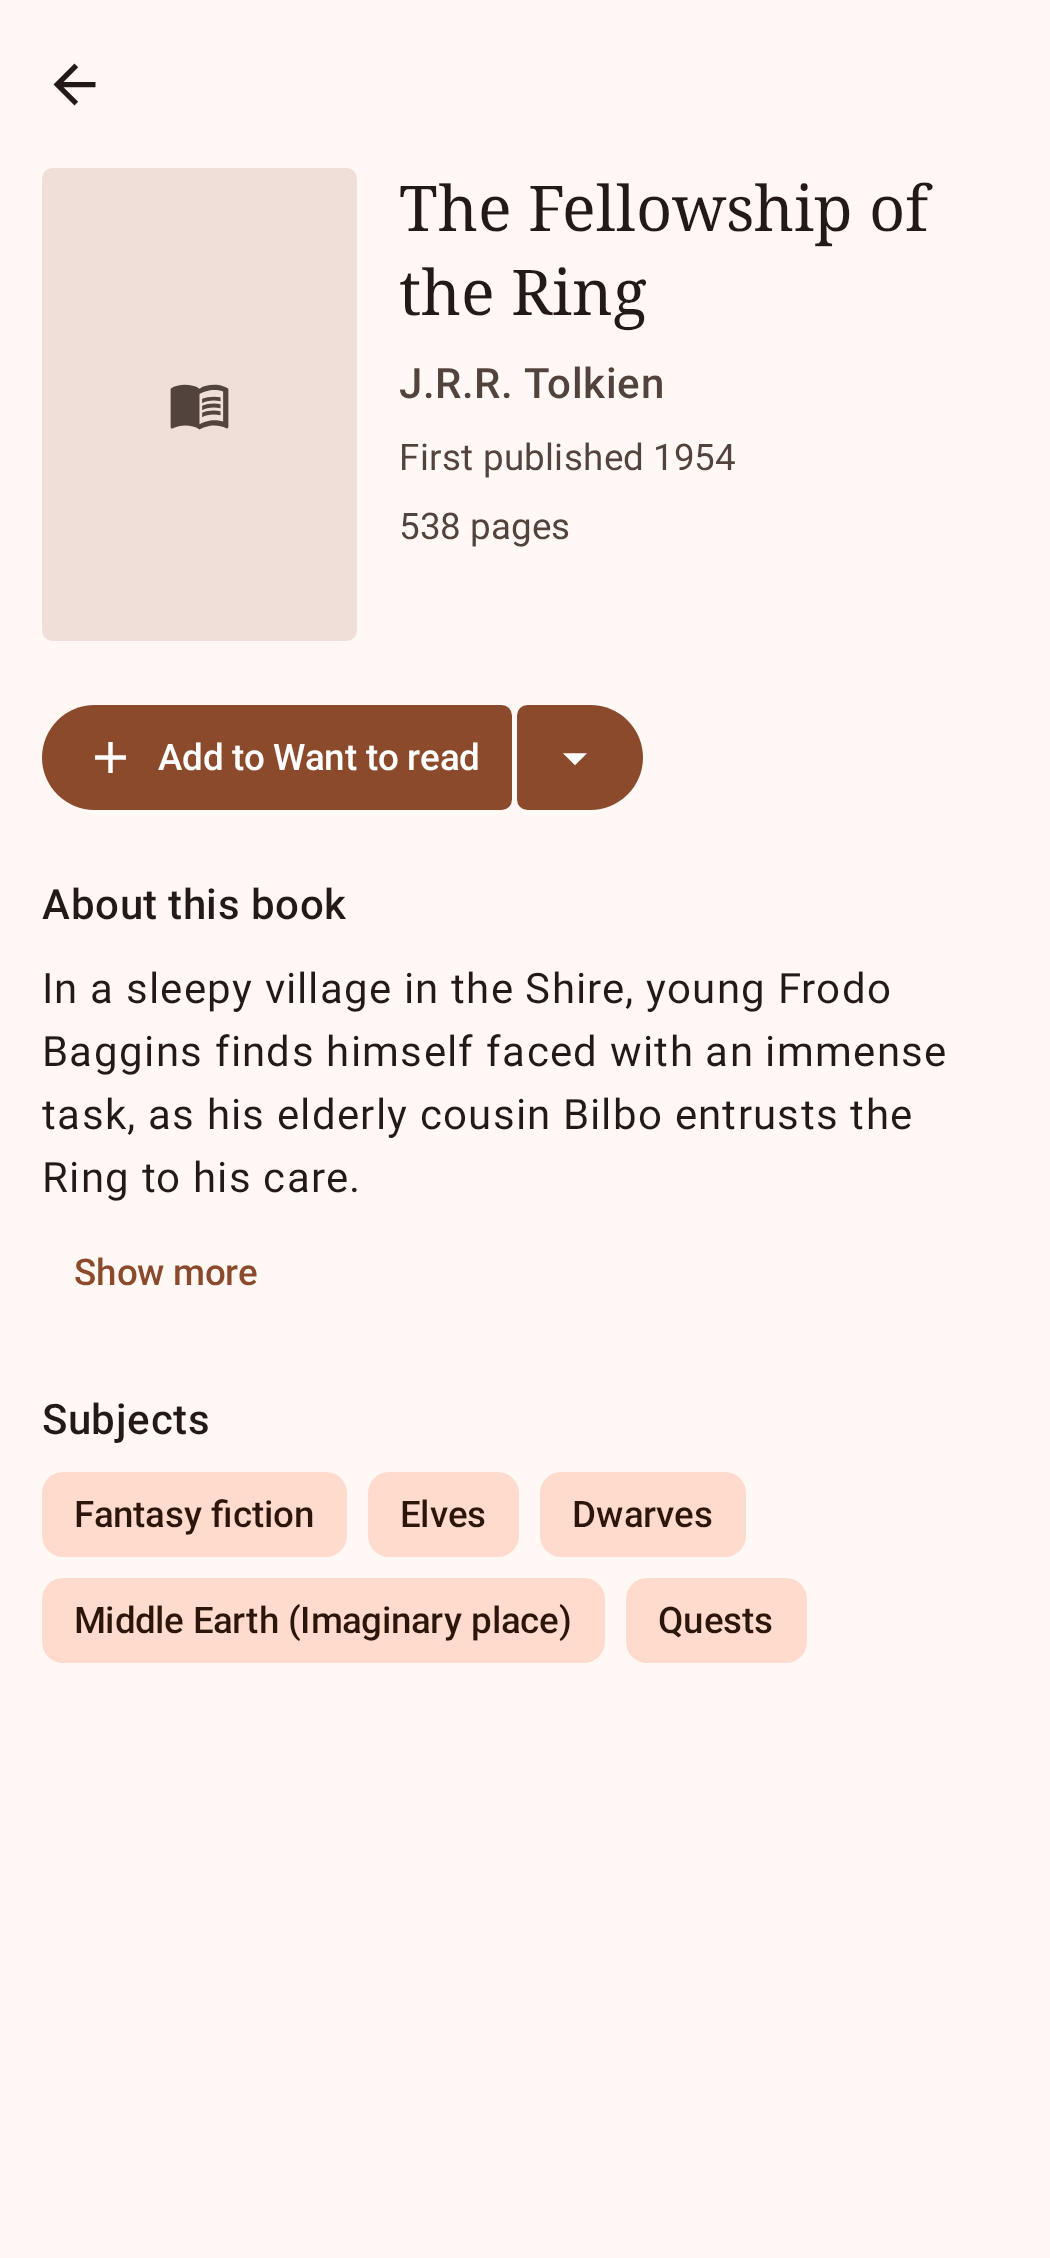 The Fellowship of
the Ring
J.R.R. Tolkien
First published 1954
538 pages
Add to Want to read
About this book
In a sleepy village in the Shire, young Frodo
Baggins finds himself faced with an immense
task, as his elderly cousin Bilbo entrusts the
Ring to his care.
Show more
Subjects
Fantasy fiction
Elves
Dwarves
Middle Earth (Imaginary place)
Quests